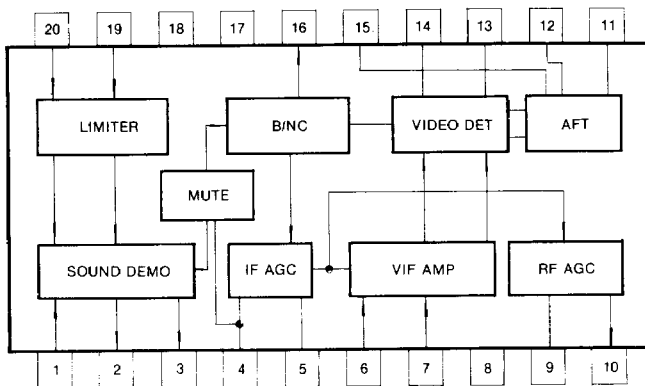 20 19 18 17 16 15 14 13 12 11
LIMITER B/NC VIDEO DET AFT
MUTE
SOUND DEMO IF AGC VIF AMP RF AGC
1 2 3 4 5 6 7 8 9 10